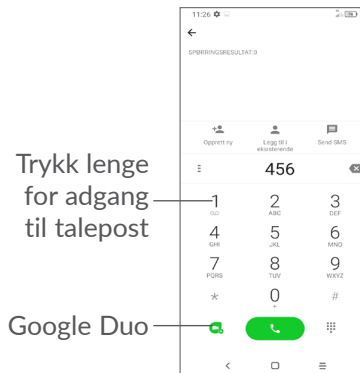 11:26
SPØRRINGSRESULTAT:0
Opprett ny
Legg til i
eksisterende
Send SMS
456
Trykk lenge
for adgang
til talepost
1 2 3
ABC DEF
4 5 6
GHI JKL MNO
7 8 9
PQRS TUV WXYZ
* 0 #
+
Google Duo